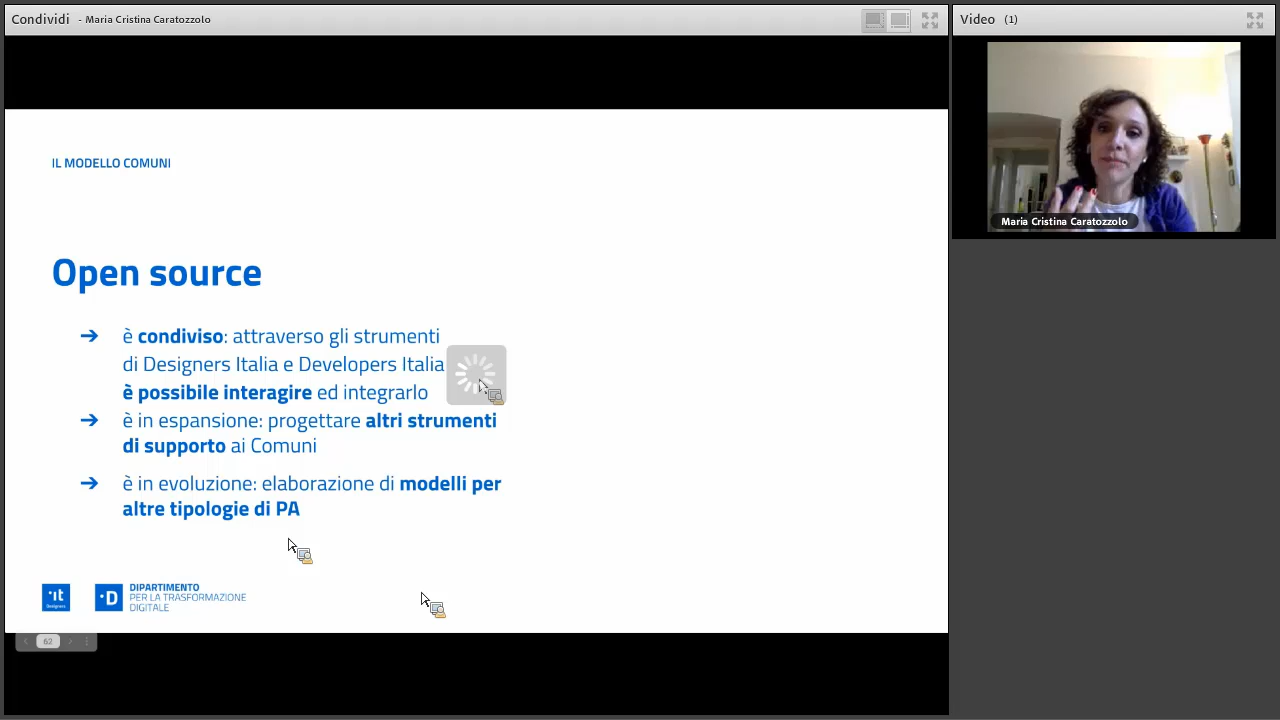 Condividi - Maria Cristina Caratozzolo
Video (1)
Maria Cristina Caratozzolo
IL MODELLO COMUNI
Open source
➔ è condiviso: attraverso gli strumenti
di Designers Italia e Developers Italia
è possibile interagire ed integrarlo
➔ è in espansione: progettare altri strumenti
di supporto ai Comuni
➔ è in evoluzione: elaborazione di modelli per
altre tipologie di PA
·ıt
Designers
·D
DIPARTIMENTO
PER LA TRASFORMAZIONE
DIGITALE
62